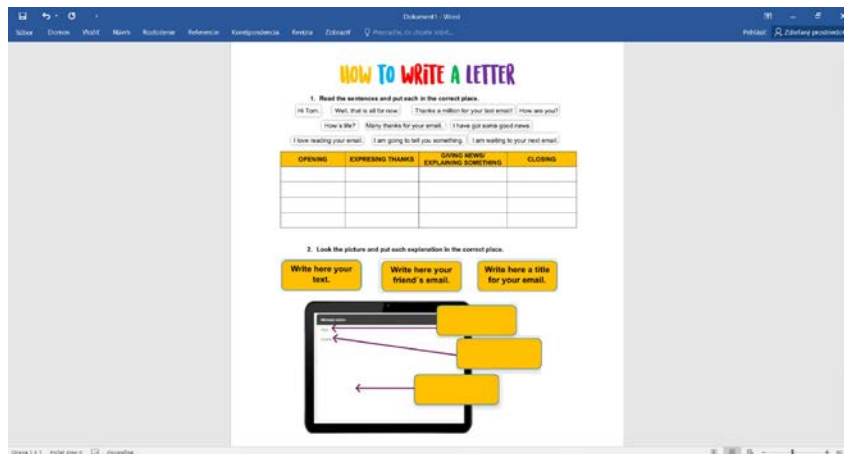 Dokument1 - Word
Súbor Domov Vložiť Návrh Rozloženie Referencie Korešpondencia Revízia Zobraziť
HOW TO WRITE A LETTER
1. Read the sentences and put each in the correct place.
Hi Tom. Well, that is all for now. Thanks a million for your last email! How are you?
How's life? Many thanks for your email. I have got some good news.
I love reading your email. I am going to tell you something. I am waiting to your next email.
OPENING EXPRESING THANKS GIVING NEWS/ EXPLAINING SOMETHING CLOSING
2. Look the picture and put each explanation in the correct place.
Write here your text. Write here your friend´s email. Write here a title for your email.